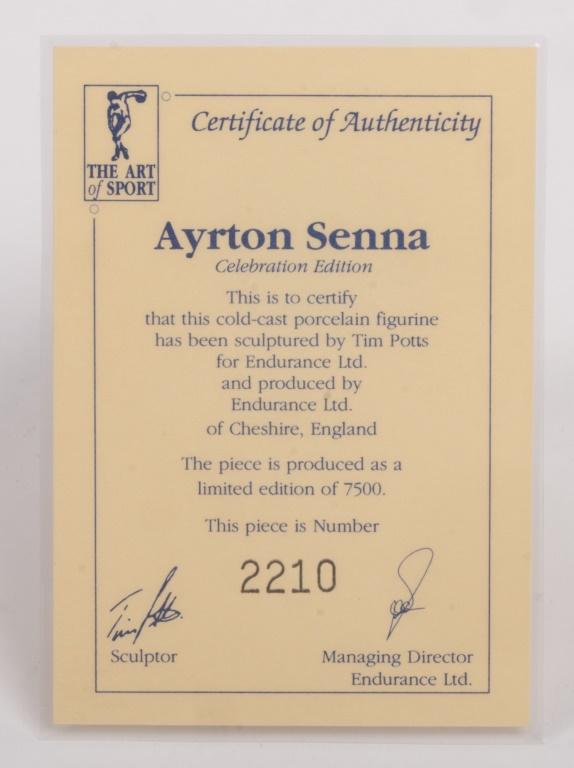 THE ART
of SPORT
Certificate of Authenticity
Ayrton Senna
Celebration Edition
This is to certify
that this cold-cast porcelain figurine
has been sculptured by Tim Potts
for Endurance Ltd.
and produced by
Endurance Ltd.
of Cheshire, England
The piece is produced as a
limited edition of 7500.
This piece is Number
2210
Sculptor
Managing Director
Endurance Ltd.